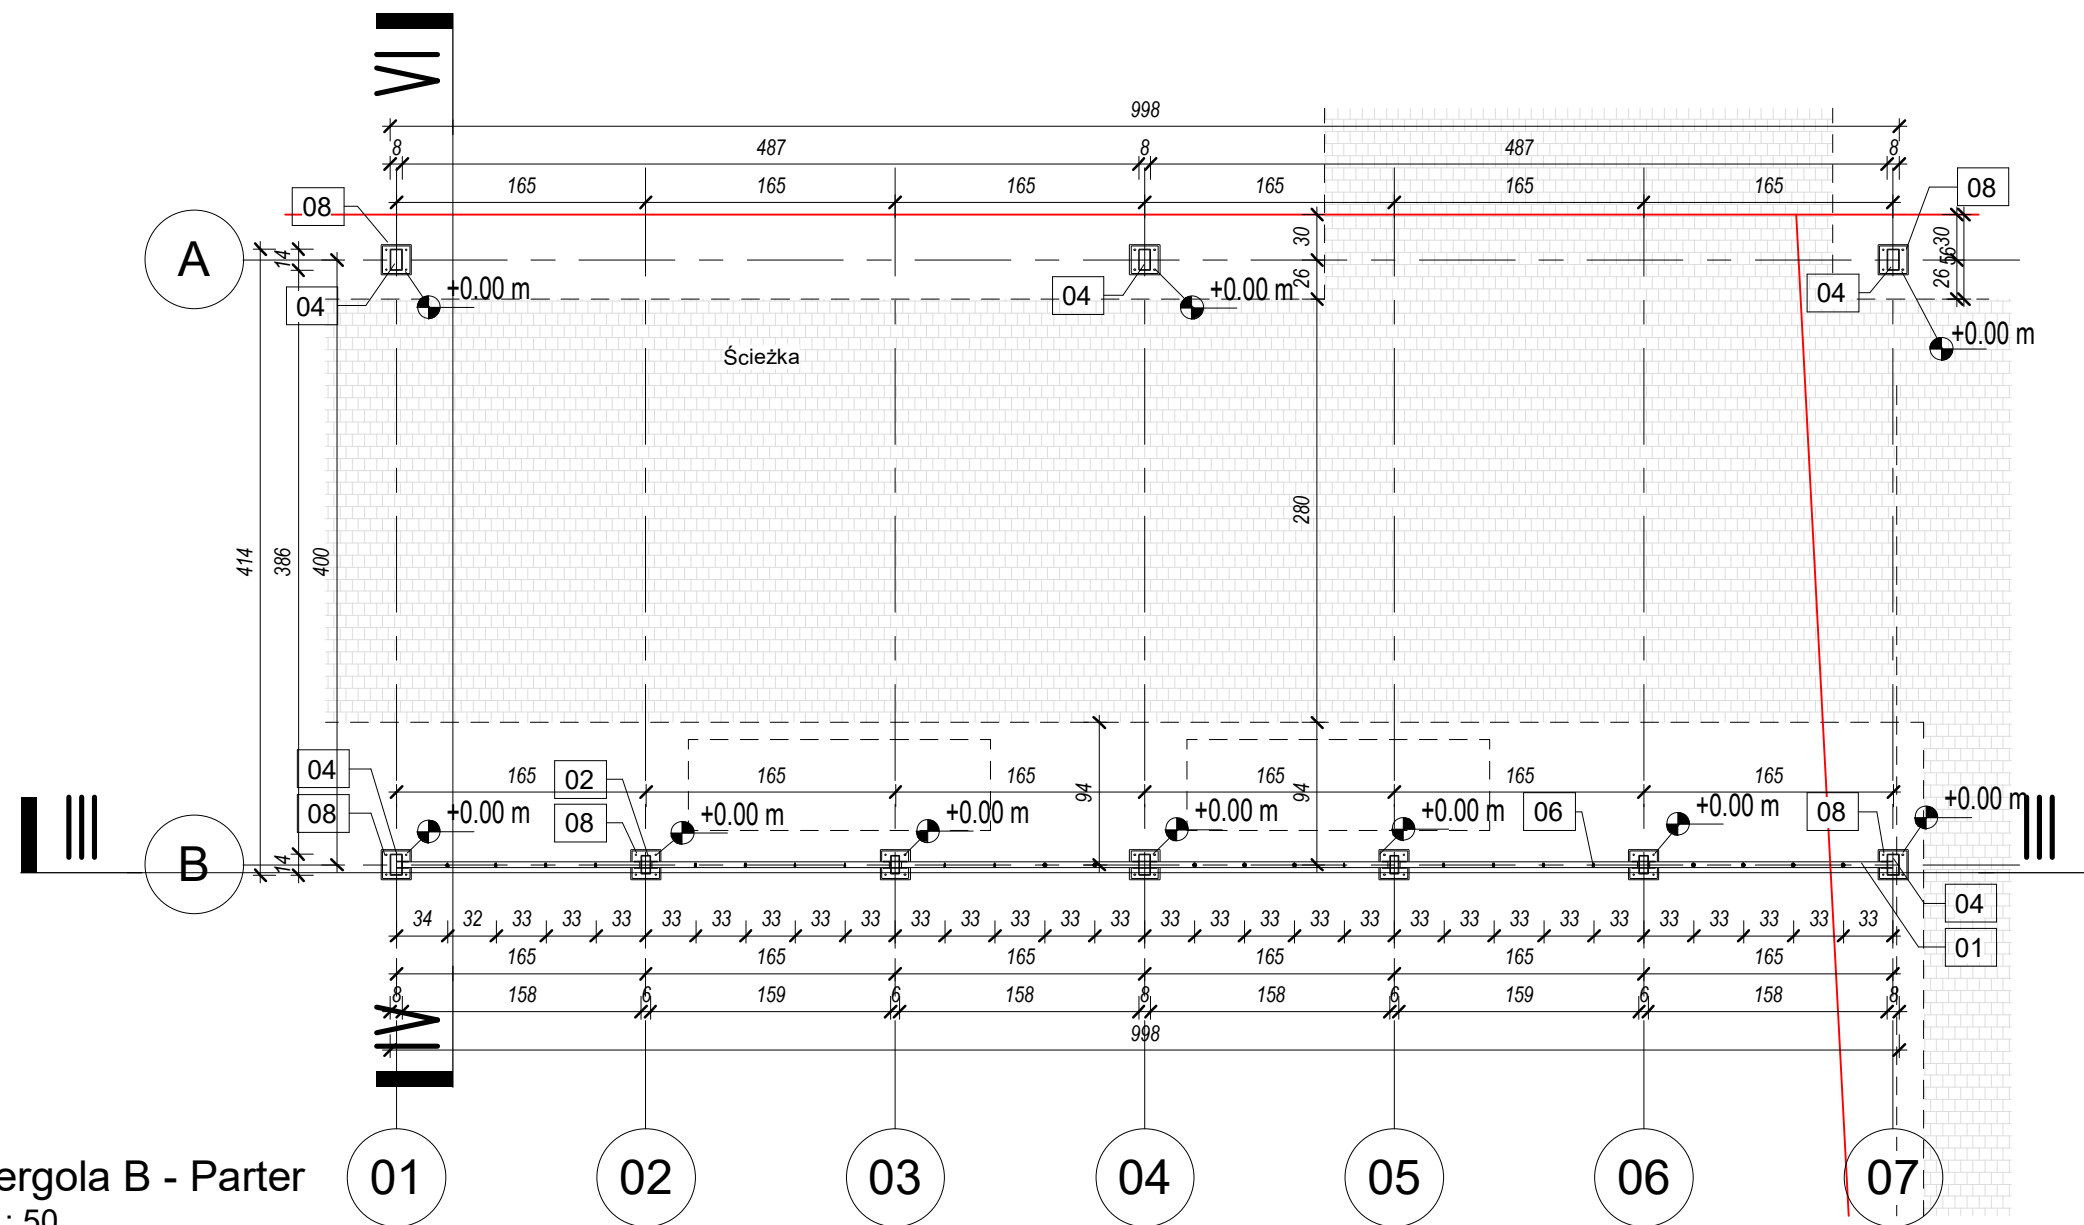 VI
998
8 487 8 487 8
165 165 165 165 165 165
08 08
A
14 30 26 30 56 26
04 +0.00 m 04 +0.00 m 04 +0.00 m
Ścieżka
414 386 400 280
94 94
04 02
165 165 165 165 165 165
08 +0.00 m 08 +0.00 m +0.00 m +0.00 m +0.00 m 06 +0.00 m 08 +0.00 m
III III
B
14
04
01
34 32 33 33 33 33 33 33 33 33 33 33 33 33 33 33 33 33 33 33 33 33 33 33 33 33 33 33 33 33
165 165 165 165 165 165
8 158 6 159 6 158 8 158 6 159 6 158 8
998
IV
01 02 03 04 05 06 07
ergola B - Parter
: 50